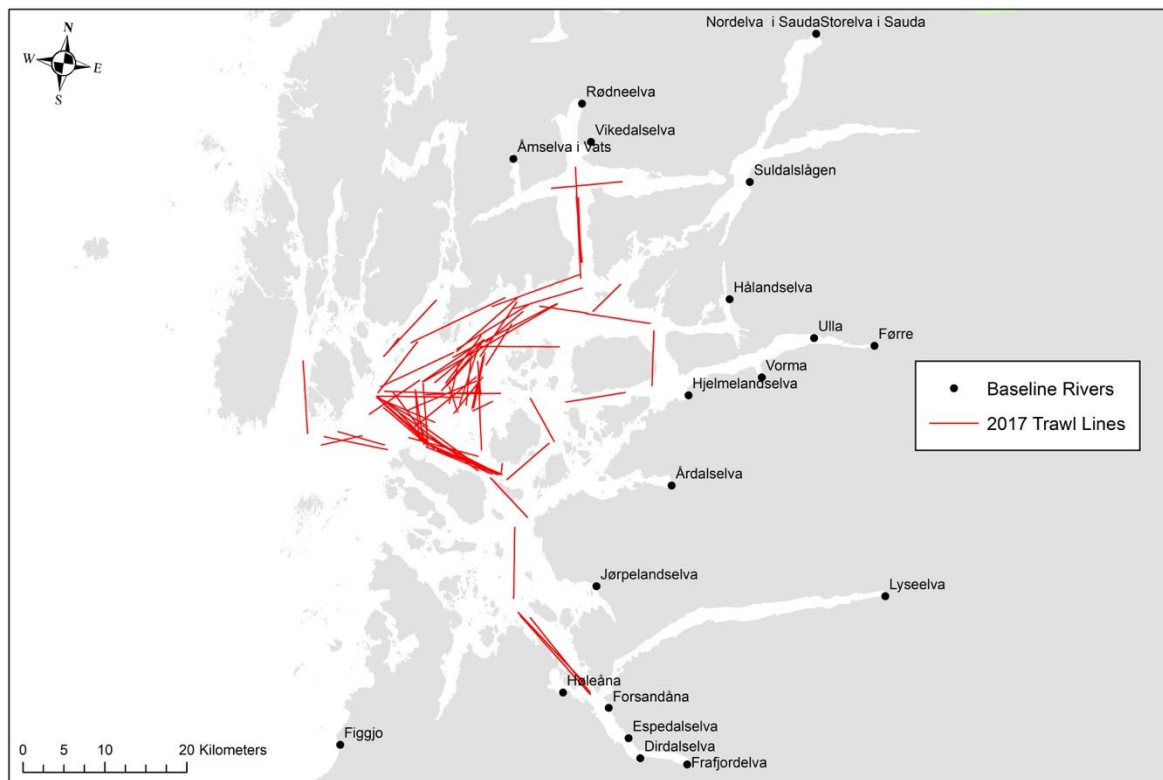 N
W
E
S
Nordelva i Sauda
Storelva i Sauda
Rødneelva
Vikedalselva
Åmselva i Vats
Suldalslågen
Hålandselva
Ulla
Førre
Vorma
Hjelmelandselva
Baseline Rivers
2017 Trawl Lines
Årdalselva
Jørpelandselva
Lyseelva
Høleåna
Forsandåna
Espedalselva
Figgjo
Dirdalselva
Frafjordelva
0 5 10 20 Kilometers